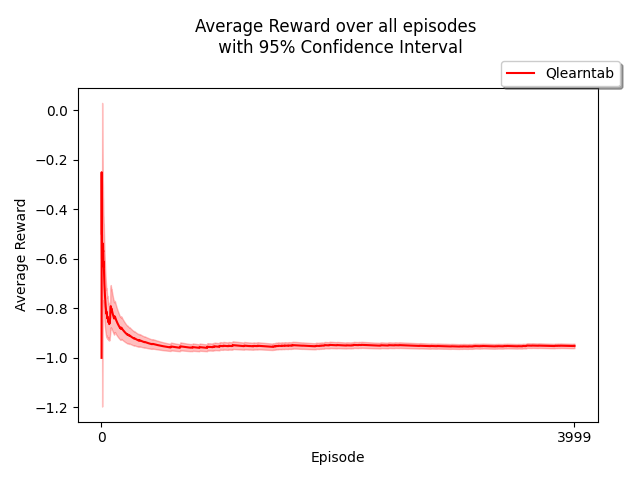 Average Reward over all episodes
with 95% Confidence Interval
Qlearntab
0.0
−0.2
−0.4
−0.6
−0.8
−1.0
−1.2
Average Reward
0
3999
Episode